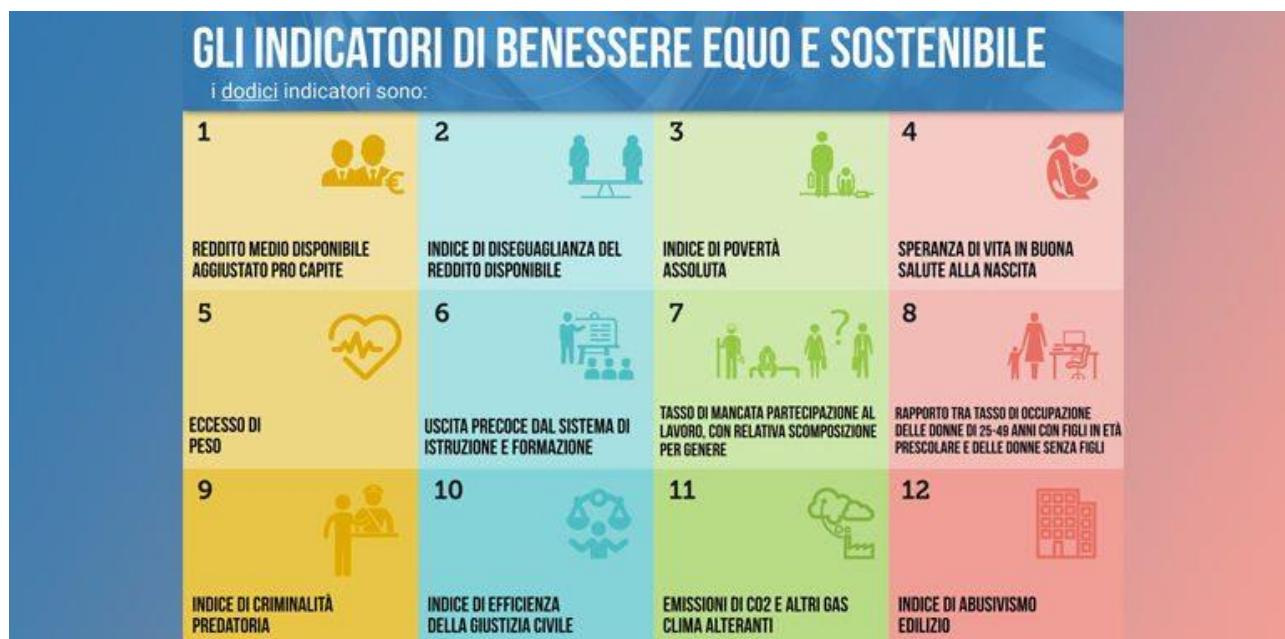 GLI INDICATORI DI BENESSERE EQUO E SOSTENIBILE
i dodici indicatori sono:
1
REDDITO MEDIO DISPONIBILE
AGGIUSTATO PRO CAPITE
2
INDICE DI DISEGUAGLIANZA DEL
REDDITO DISPONIBILE
3
INDICE DI POVERTÀ
ASSOLUTA
4
SPERANZA DI VITA IN BUONA
SALUTE ALLA NASCITA
5
ECCESSO DI
PESO
6
USCITA PRECOCE DAL SISTEMA DI
ISTRUZIONE E FORMAZIONE
7
?
TASSO DI MANCATA PARTECIPAZIONE AL
LAVORO, CON RELATIVA SCOMPOSIZIONE
PER GENERE
8
RAPPORTO TRA TASSO DI OCCUPAZIONE
DELLE DONNE DI 25-49 ANNI CON FIGLI IN ETÀ
PRESCOLARE E DELLE DONNE SENZA FIGLI
9
INDICE DI CRIMINALITÀ
PREDATORIA
10
INDICE DI EFFICIENZA
DELLA GIUSTIZIA CIVILE
11
EMISSIONI DI CO2 E ALTRI GAS
CLIMA ALTERANTI
12
INDICE DI ABUSIVISMO
EDILIZIO